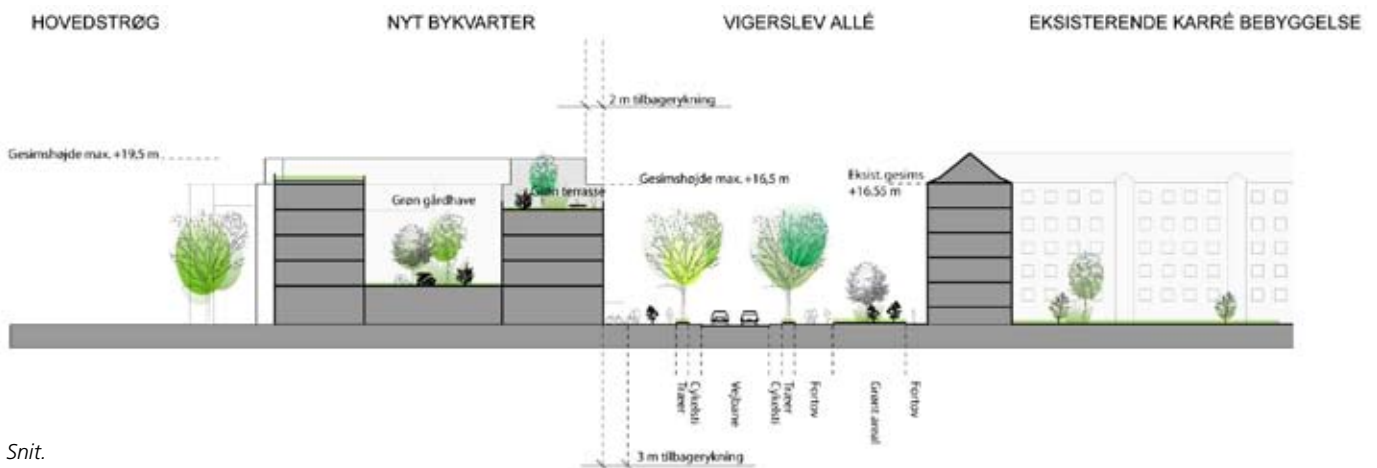 HOVEDSTRØG
NYT BYKVARTER
VIGERSLEV ALLÉ
EKSISTERENDE KARRÉ BEBYGGELSE
2 m tilbagerykning
Gesimshøjde max. +19,5 m
Gesimshøjde max. +16,5 m
Eksist.gesims
+16.55 m
Grøn terrasse
Grøn gårdhave
Træer
Cykelsti
Vejbane
Cykelsti
Træer
Fortov
Grønt areal
Fortov
Snit.
3 m tilbagerykning